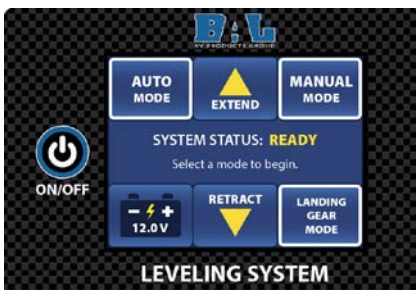 BAL
RV PRODUCTS GROUP
AUTO
MODE
EXTEND
MANUAL
MODE
SYSTEM STATUS: READY
Select a mode to begin.
ON/OFF
- +
12.0 V
RETRACT
LANDING
GEAR
MODE
LEVELING SYSTEM